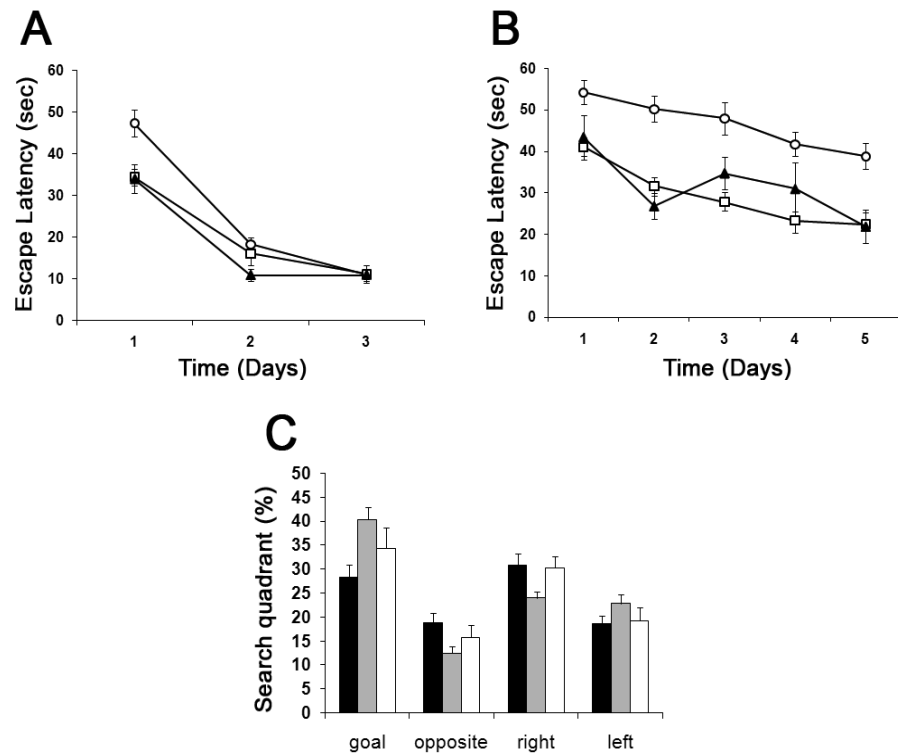 A
Escape Latency (sec)
60
50
40
30
20
10
0
1 2 3
Time (Days)
B
Escape Latency (sec)
60
50
40
30
20
10
0
1 2 3 4 5
Time (Days)
C
Search quadrant (%)
50
45
40
35
30
25
20
15
10
5
0
goal opposite right left